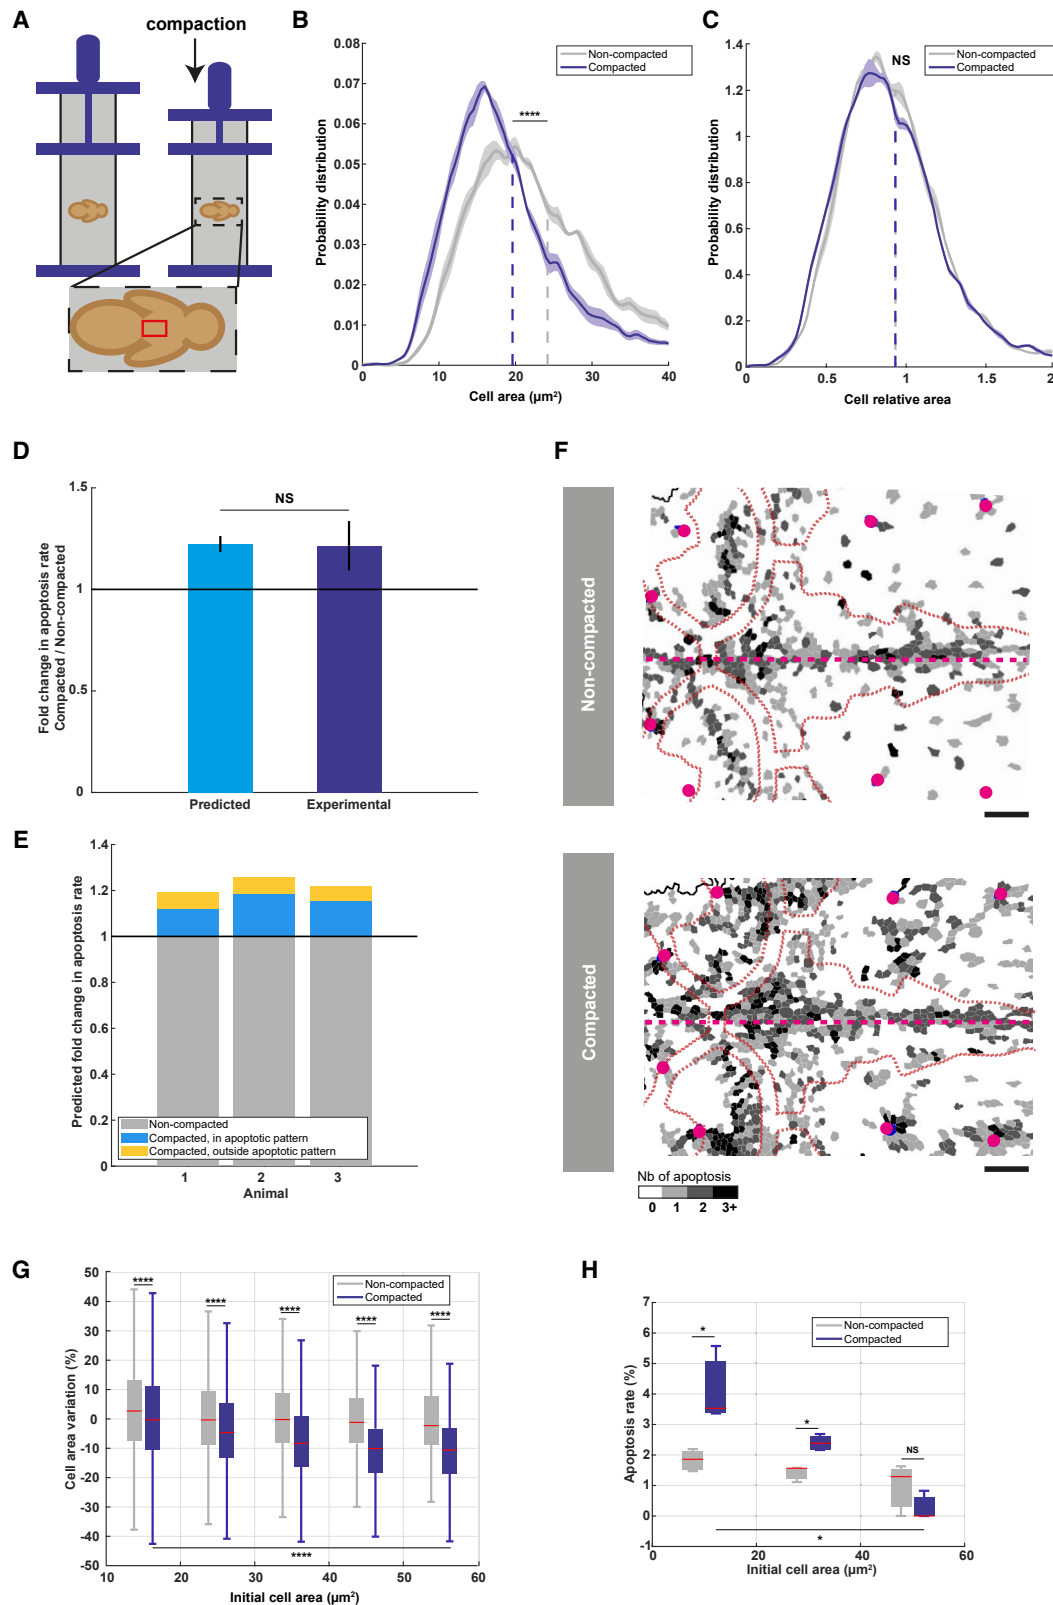 A
compaction
B
0.08
0.07
0.06
0.05
0.04
0.03
0.02
0.01
0
Probability distribution
Non-compacted
Compacted
****
0
10
20
30
40
Cell area (µm²)
C
1.4
1.2
1
0.8
0.6
0.4
0.2
0
Probability distribution
NS
Non-compacted
Compacted
0
0.5
1
1.5
2
Cell relative area
D
1.5
1
0.5
0
Fold change in apoptosis rate
Compacted / Non-compacted
NS
Predicted
Experimental
E
1.4
1.2
1
0.8
0.6
0.4
0.2
0
Predicted fold change in apoptosis rate
Non-compacted
Compacted, in apoptotic pattern
Compacted, outside apoptotic pattern
1
2
3
Animal
F
Non-compacted
Compacted
Nb of apoptosis
0
1
2
3+
G
50
40
30
20
10
0
-10
-20
-30
-40
-50
Cell area variation (%)
****
****
****
****
****
Non-compacted
Compacted
****
10
20
30
40
50
60
Initial cell area (µm²)
H
7
6
5
4
3
2
1
0
-1
Apoptosis rate (%)
*
*
NS
Non-compacted
Compacted
*
0
20
40
60
Initial cell area (µm²)